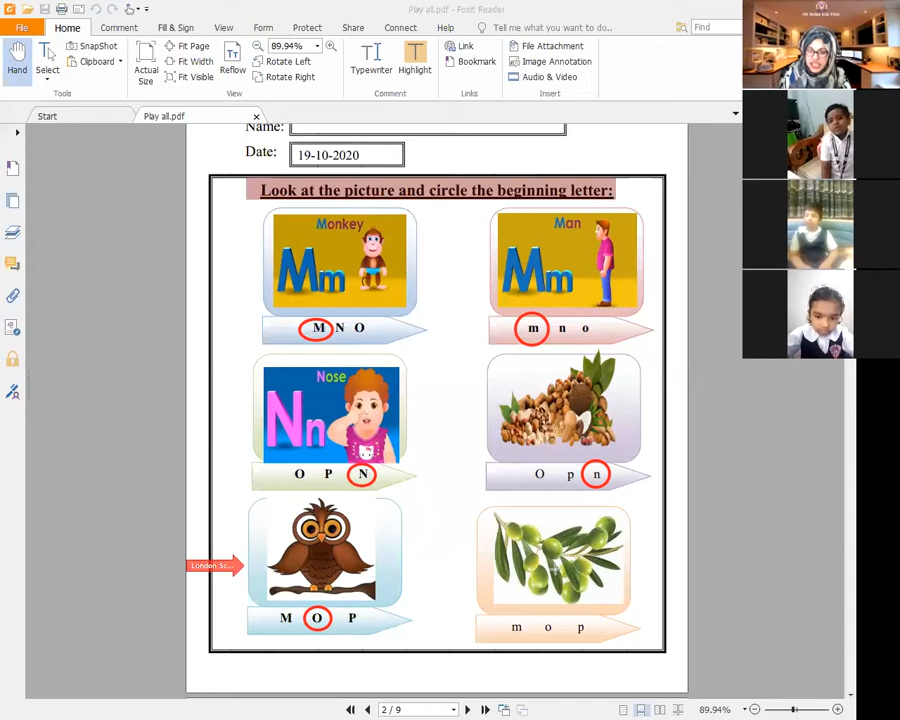 Play all.pdf - Foxit Reader
File Home Comment Fill & Sign View Form Protect Share Connect Help Tell me what you want to do.. Find
Hand Select SnapShot Clipboard Actual Size Fit Page Fit Width Fit Visible Reflow 89.94% Rotate Left Rotate Right Typewriter Highlight Link Bookmark File Attachment Image Annotation Audio & Video
Tools View Comment Links Insert
Start Play all.pdf
Name:
Date: 19-10-2020
Look at the picture and circle the beginning letter:
Monkey Man
Mm Mm
M N O m n o
Nose
Nn
O P N O p n
London Sc...
M O P m o p
2 / 9 89.94%